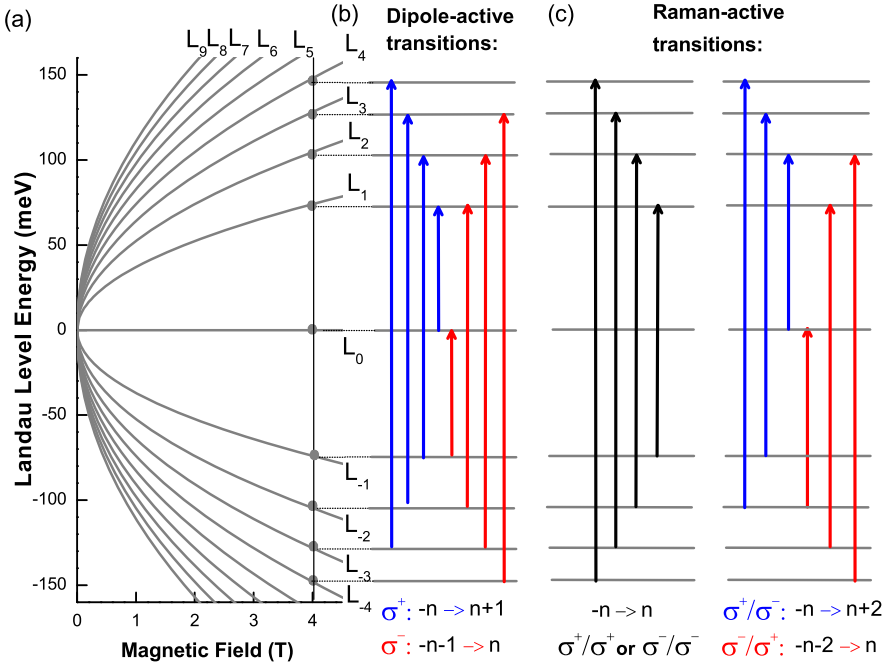 (a)
L₉ L₈ L₇ L₆ L₅ L₄
L₃
L₂
L₁
L₀
L₋₁
L₋₂
L₋₃
L₋₄
150
100
50
0
-50
-100
-150
Landau Level Energy (meV)
0 1 2 3 4
Magnetic Field (T)
(b) Dipole-active
transitions:
σ⁺: -n -> n+1
σ⁻: -n-1 -> n
(c) Raman-active
transitions:
-n -> n
σ⁺/σ⁺ or σ⁻/σ⁻
σ⁺/σ⁻: -n -> n+2
σ⁻/σ⁺: -n-2 -> n